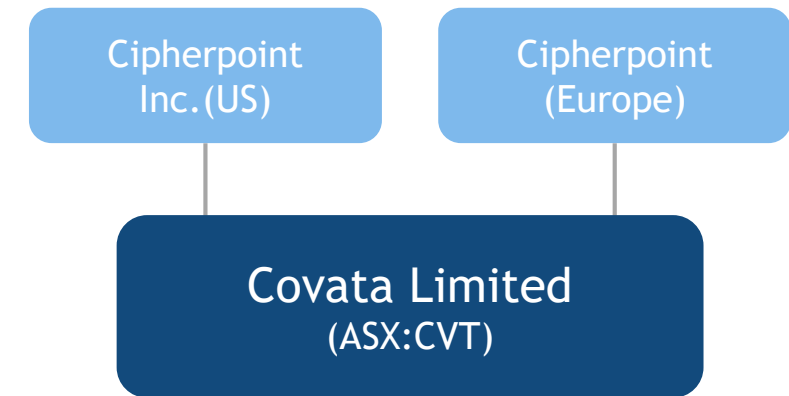 Cipherpoint
Inc.(US)
Cipherpoint
(Europe)
Covata Limited
(ASX:CVT)